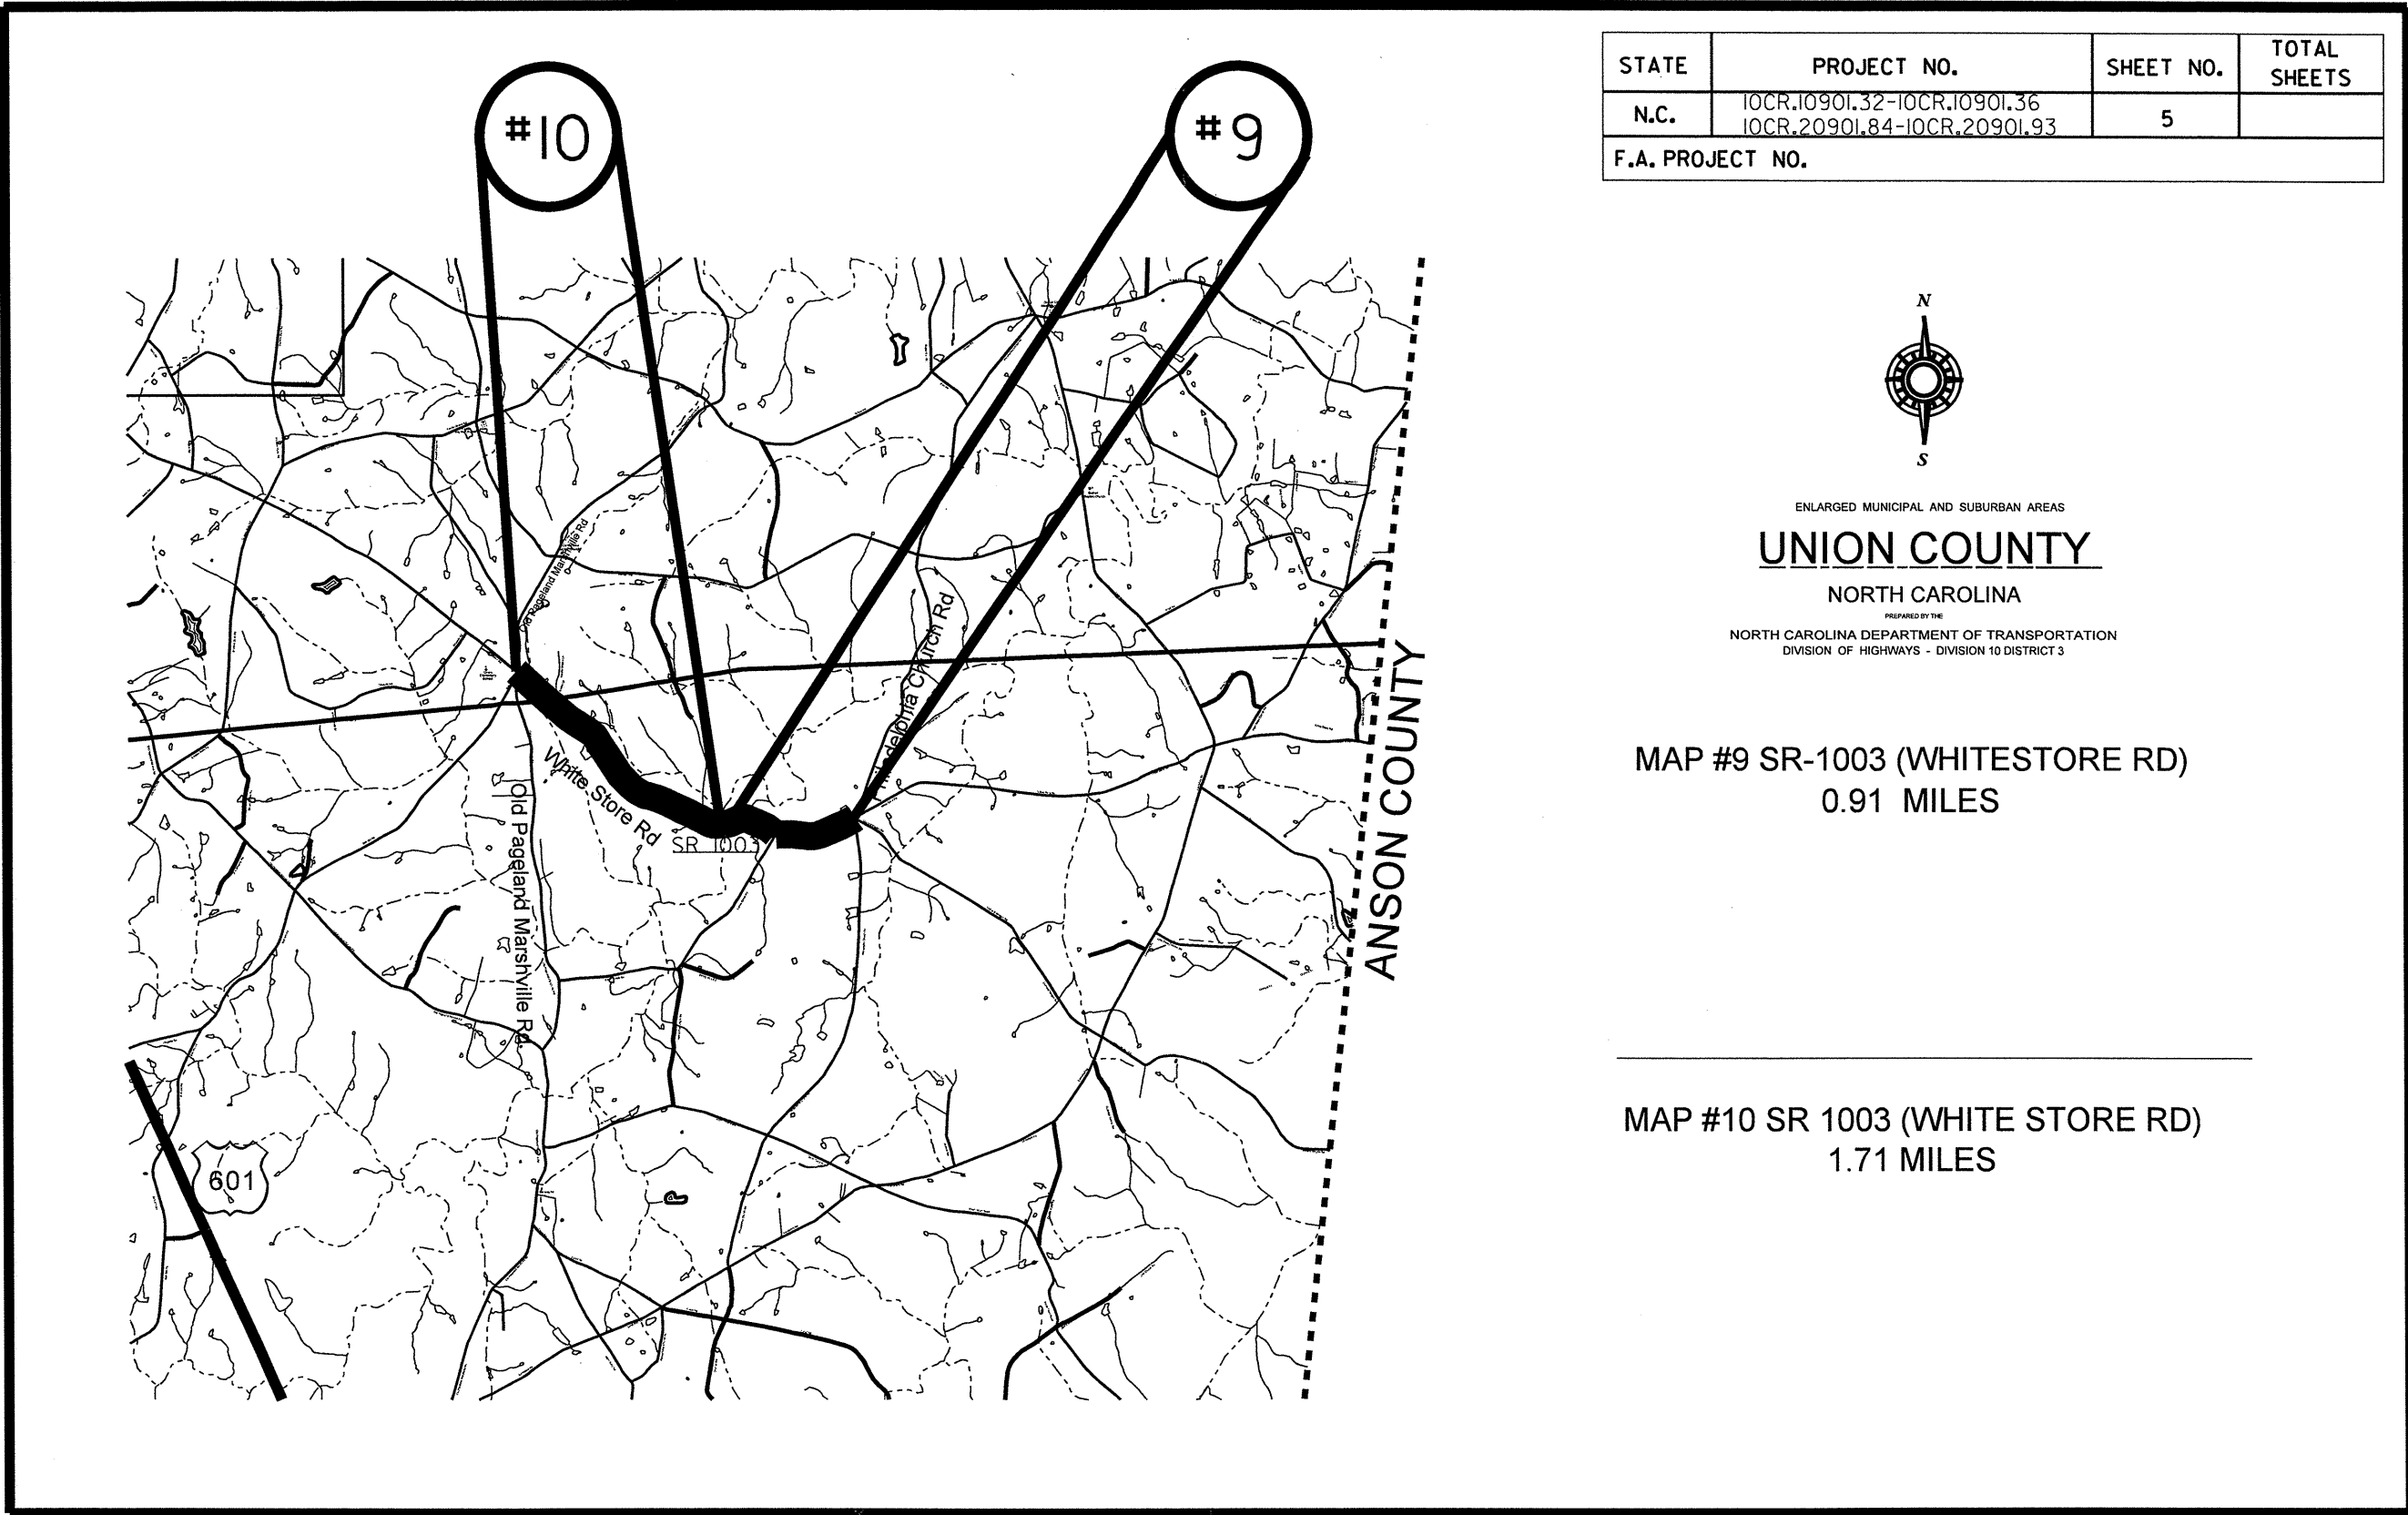 #10
#9
STATE
PROJECT NO.
SHEET NO.
TOTAL
SHEETS
N.C.
10CR.10901.32-10CR.10901.36
10CR.20901.84-10CR.20901.93
5
F.A. PROJECT NO.
N
S
ENLARGED MUNICIPAL AND SUBURBAN AREAS
UNION COUNTY
NORTH CAROLINA
PREPARED BY THE
NORTH CAROLINA DEPARTMENT OF TRANSPORTATION
DIVISION OF HIGHWAYS - DIVISION 10 DISTRICT 3
MAP #9 SR-1003 (WHITESTORE RD)
0.91 MILES
MAP #10 SR 1003 (WHITE STORE RD)
1.71 MILES
Old Pageland Marshville Rd
Philadelphia Church Rd
White Store Rd
SR 1003
Old Pageland Marshville Rd.
ANSON COUNTY
601